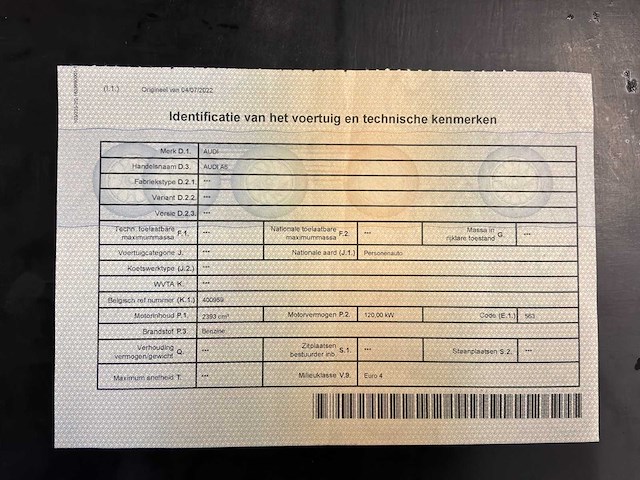 (I.1.) Origineel van 04/07/2022
Identificatie van het voertuig en technische kenmerken
Merk D.1. AUDI
Handelsnaam D.3. AUDI A6
Fabriekstype D.2.1. ***
Variant D.2.2. ***
Versie D.2.3. ***
Techn. toelaatbare maximummassa F.1. *** Nationale toelaatbare maximummassa F.2. *** Massa in rijklare toestand G. ***
Voertuigcategorie J. *** Nationale aard (J.1.) Personenauto
Koetswerktype (J.2.) ***
WVTA K. ***
Belgisch ref nummer (K.1.) 400959
Motorinhoud P.1. 2393 cm³ Motorvermogen P.2. 120,00 kW Code (E.1.) 563
Brandstof P.3. Benzine
Verhouding vermogen/gewicht Q. *** Zitplaatsen bestuurder inb. S.1. *** Staanplaatsen S.2. ***
Maximum snelheid T. *** Milieuklasse V.9. Euro 4